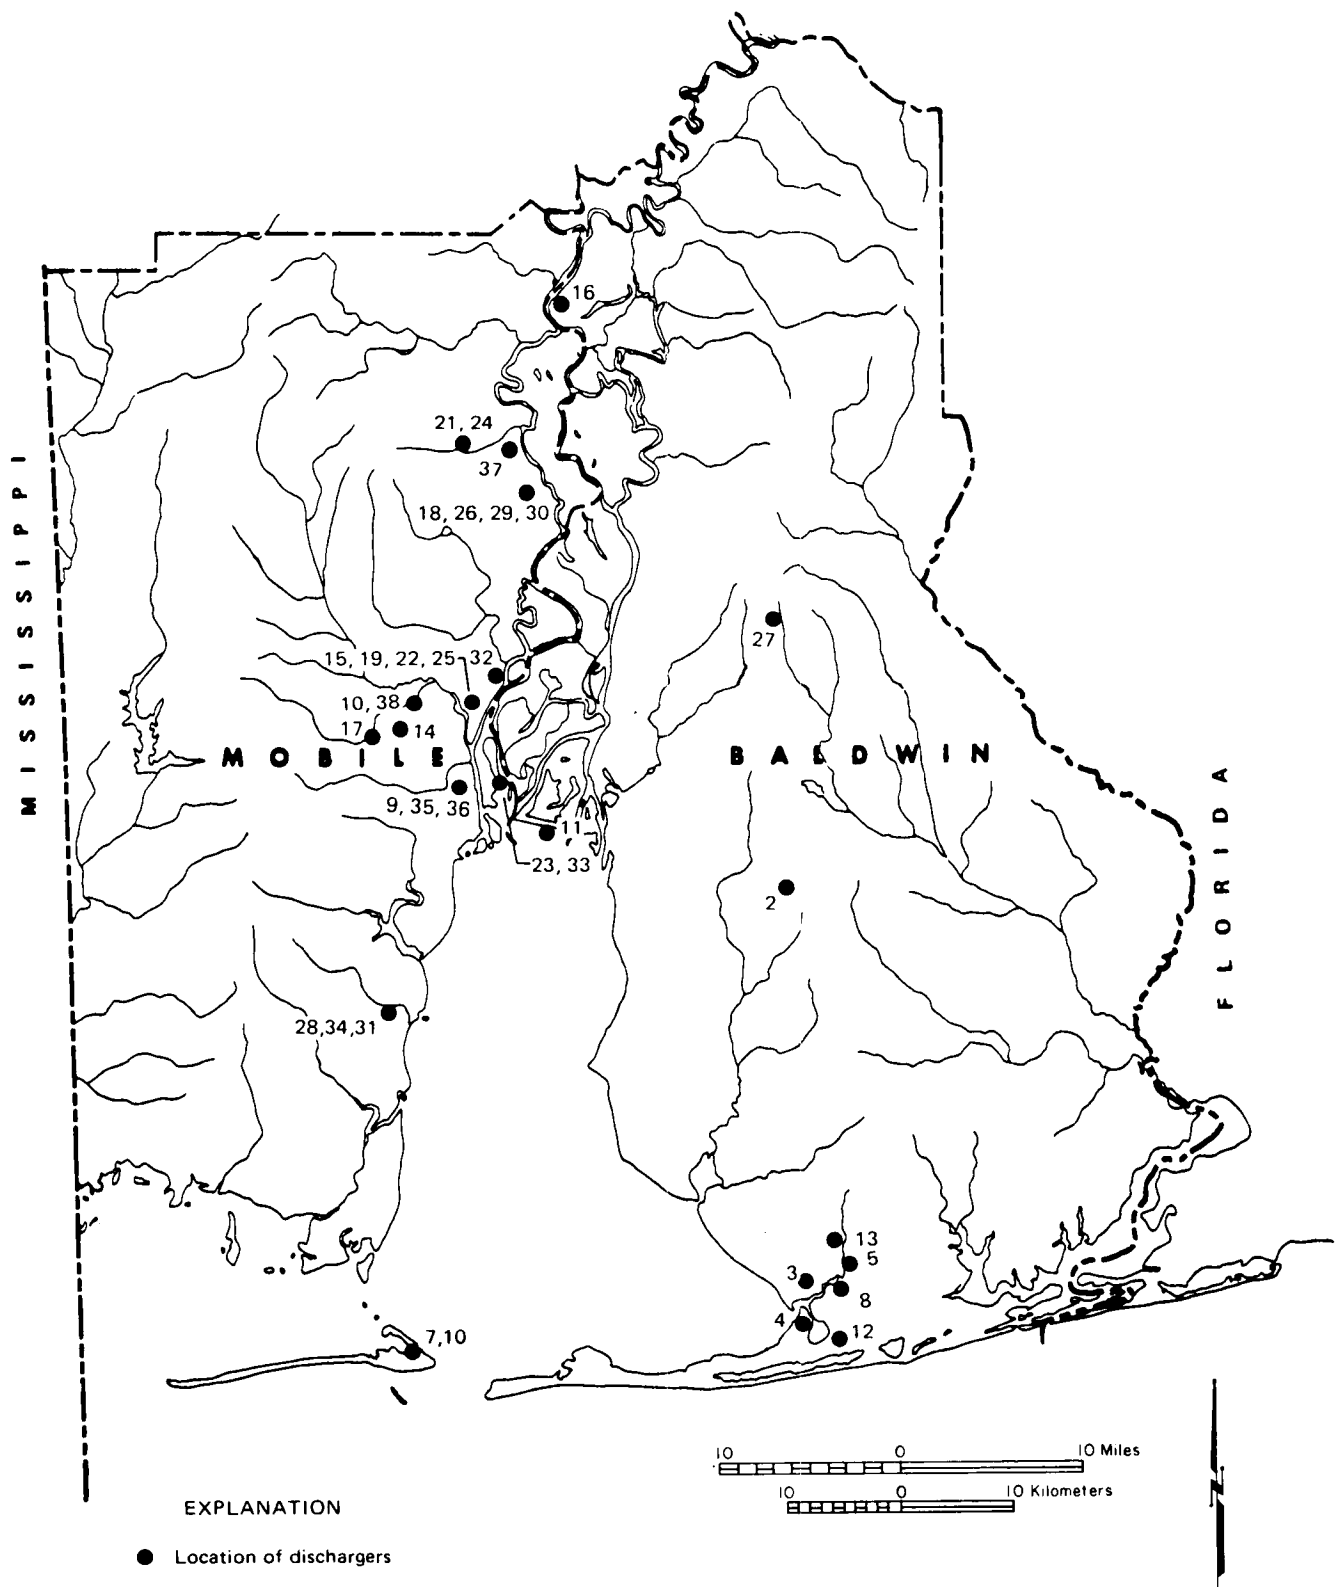 16
21, 24
37
18, 26, 29, 30
MISSISSIPPI
27
15, 19, 22, 25
32
10, 38
17
14
MOBILE
BALDWIN
9, 35, 36
11
23, 33
FLORIDA
2
28,34,31
13
5
3
8
4
12
7,10
10 0 10 Miles
10 0 10 Kilometers
N
EXPLANATION
Location of dischargers